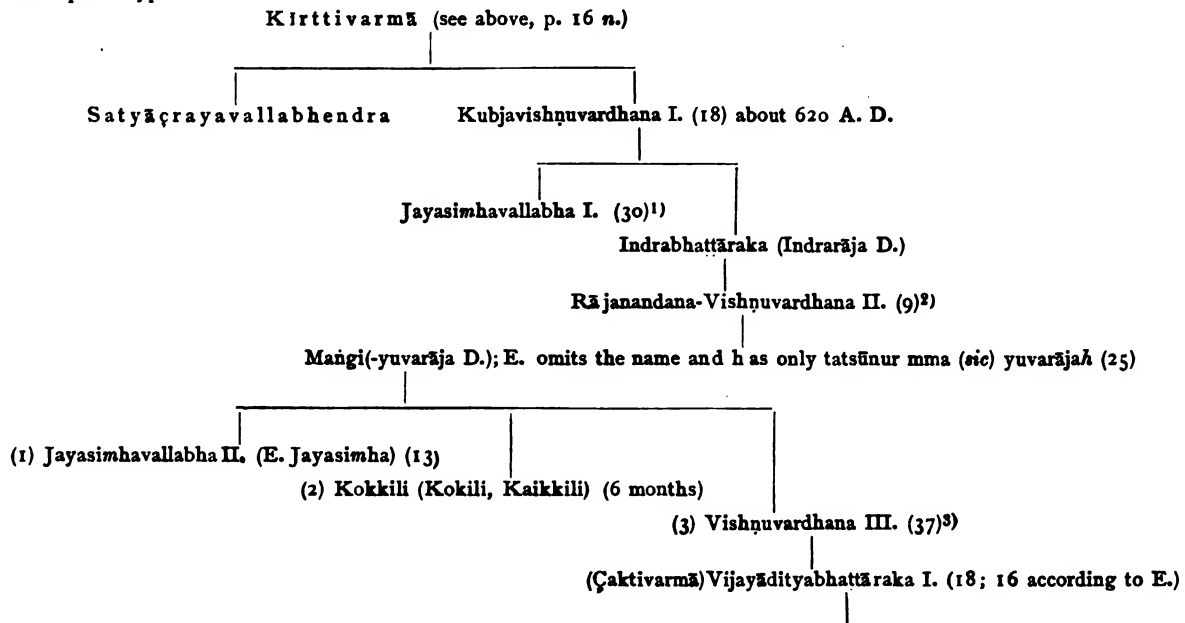 Kīrttivarmā (see above, p. 16 n.)
Satyāçrayavallabhendra Kubjavishṇuvardhana I. (18) about 620 A. D.
Jayasimhavallabha I. (30)1)
Indrabhaṭṭāraka (Indrarāja D.)
Rājanandana-Vishṇuvardhana II. (9)2)
Maṅgi(-yuvarāja D.); E. omits the name and has only tatsūnur mma (sic) yuvarājah (25)
(1) Jayasimhavallabha II. (E. Jayasimha) (13)
(2) Kokkili (Kokili, Kaikkili) (6 months)
(3) Vishṇuvardhana III. (37)3)
(Çaktivarmā) Vijayādityabhaṭṭāraka I. (18; 16 according to E.)